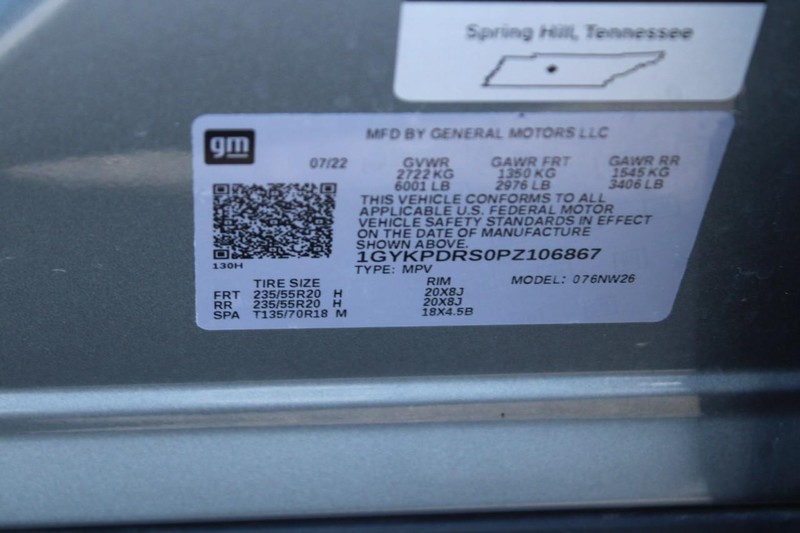 Spring Hill, Tennessee
gm
MFD BY GENERAL MOTORS LLC
07/22 GVWR GAWR FRT GAWR RR
2722 KG 1350 KG 1545 KG
6001 LB 2976 LB 3406 LB
THIS VEHICLE CONFORMS TO ALL
APPLICABLE U.S. FEDERAL MOTOR
VEHICLE SAFETY STANDARDS IN EFFECT
ON THE DATE OF MANUFACTURE
SHOWN ABOVE.
1GYKPDRS0PZ106867
130H
TYPE: MPV MODEL: 076NW26
TIRE SIZE RIM
FRT 235/55R20 H 20X8J
RR 235/55R20 H 20X8J
SPA T135/70R18 M 18X4.5B